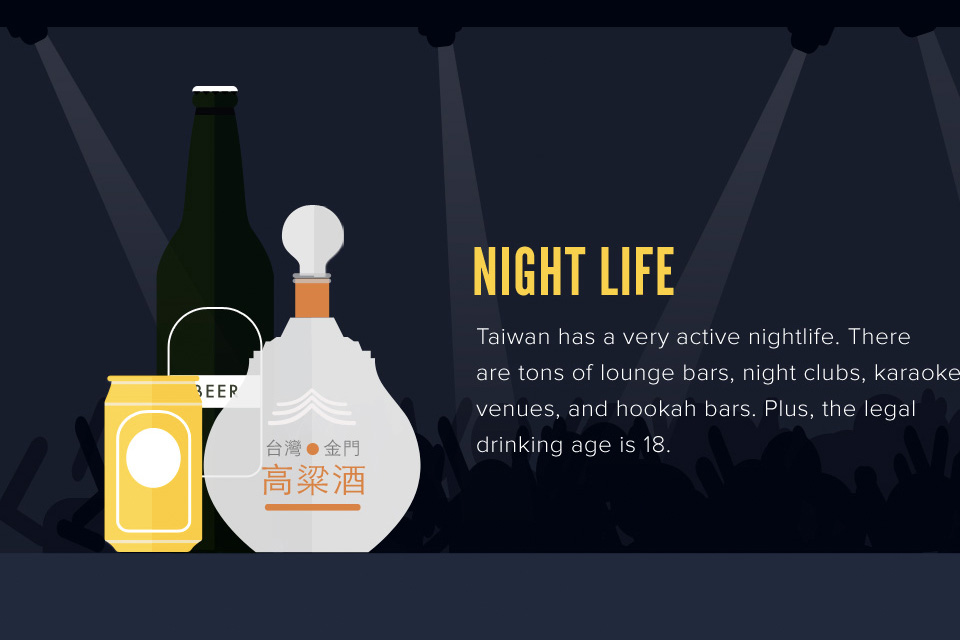 BEER
台灣●金門
高粱酒
NIGHT LIFE
Taiwan has a very active nightlife. There
are tons of lounge bars, night clubs, karaoke
venues, and hookah bars. Plus, the legal
drinking age is 18.